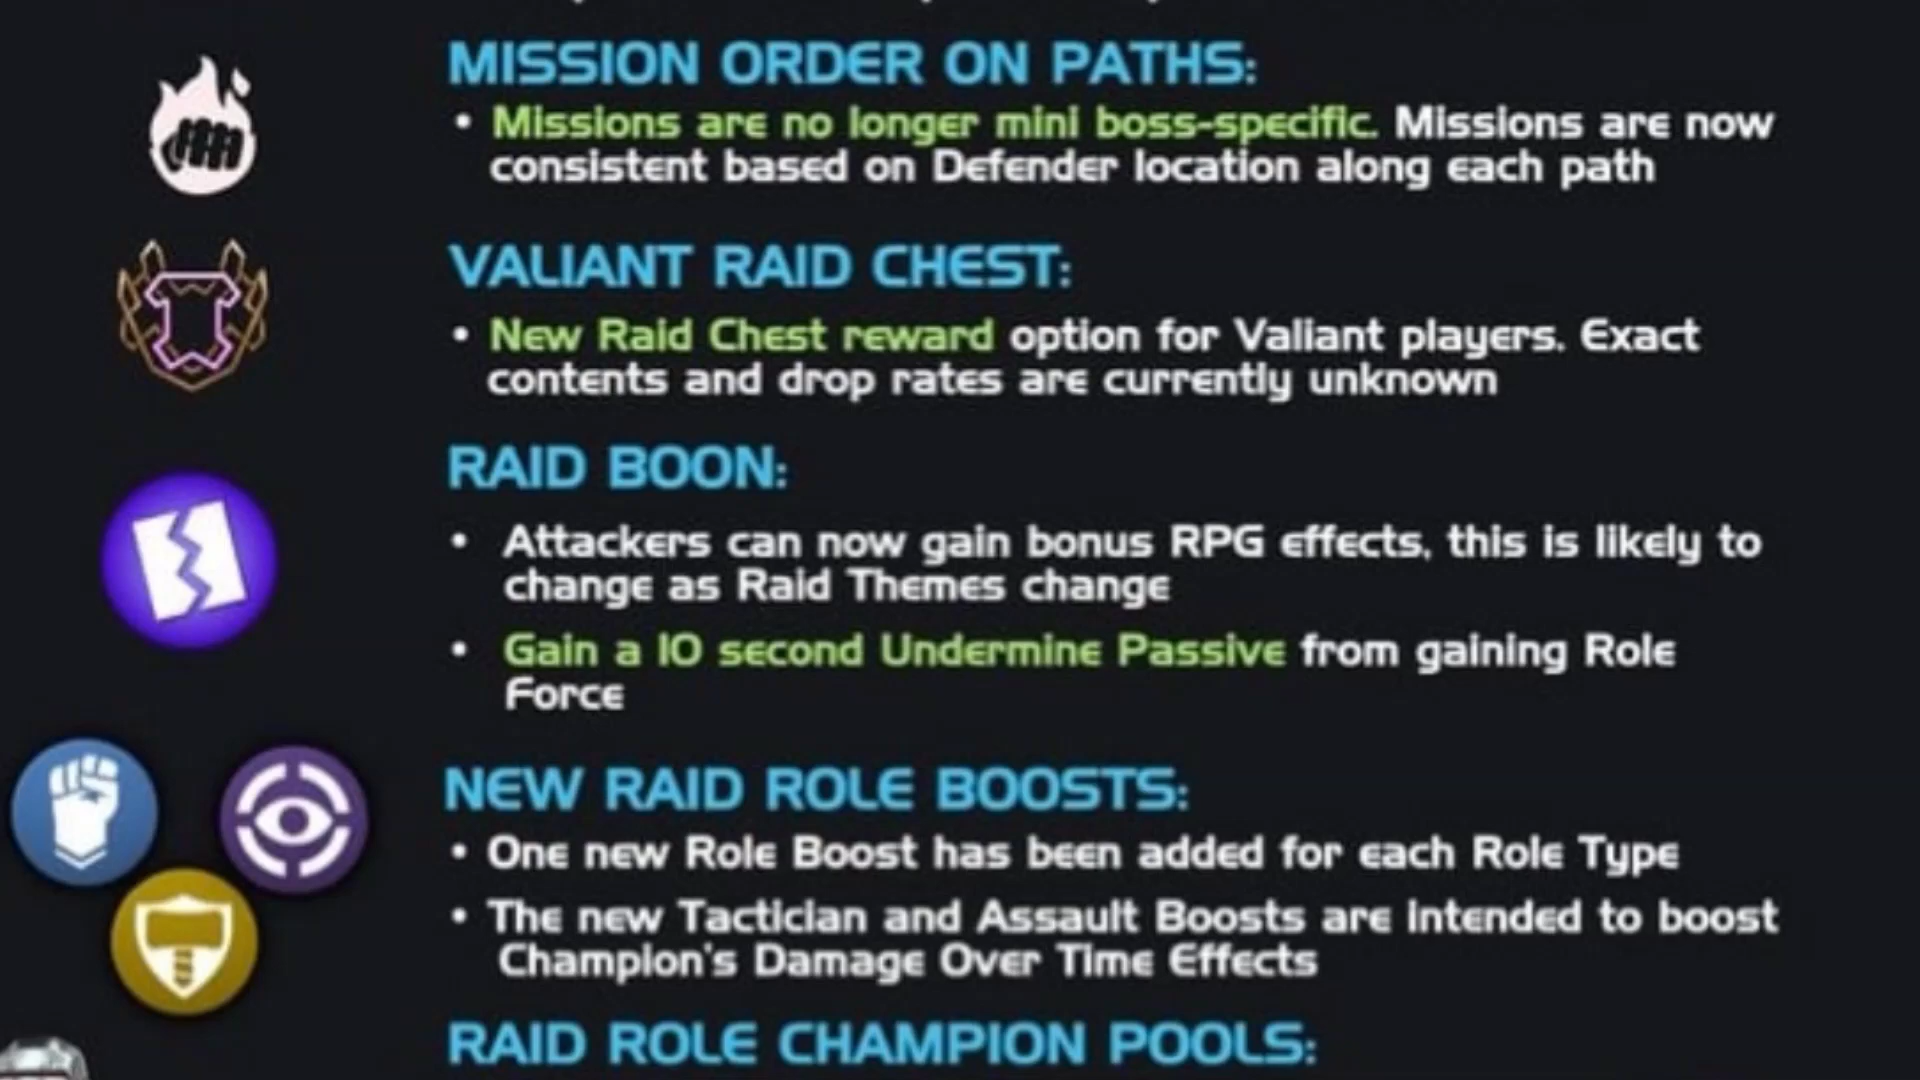 MISSION ORDER ON PATHS:
• Missions are no longer mini boss-specific. Missions are now
consistent based on Defender location along each path
VALIANT RAID CHEST:
• New Raid Chest reward option for Valiant players. Exact
contents and drop rates are currently unknown
RAID BOON:
• Attackers can now gain bonus RPG effects, this is likely to
change as Raid Themes change
• Gain a 10 second Undermine Passive from gaining Role
Force
NEW RAID ROLE BOOSTS:
• One new Role Boost has been added for each Role Type
• The new Tactician and Assault Boosts are intended to boost
Champion's Damage Over Time Effects
RAID ROLE CHAMPION POOLS: